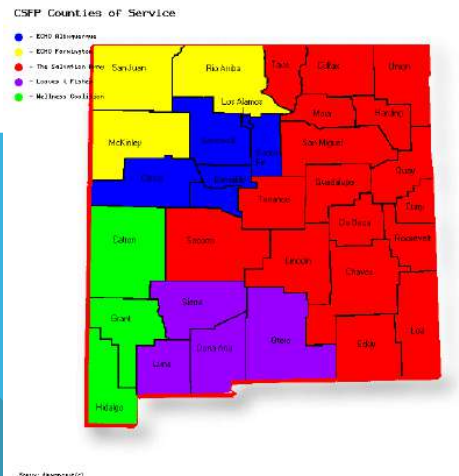 CSFP Counties of Service
- ECHO Albuquerque
- ECHO Farmington
- The Salvation Army
- Loaves & Fishes
- Wellness Coalition
San Juan
Rio Arriba
Taos
Colfax
Union
Los Alamos
Mora
Harding
McKinley
San Miguel
Quay
Cibola
Guadalupe
Torrance
Curry
De Baca
Roosevelt
Catron
Socorro
Lincoln
Chaves
Sierra
Grant
Otero
Lea
Luna
Dona Ana
Eddy
Hidalgo